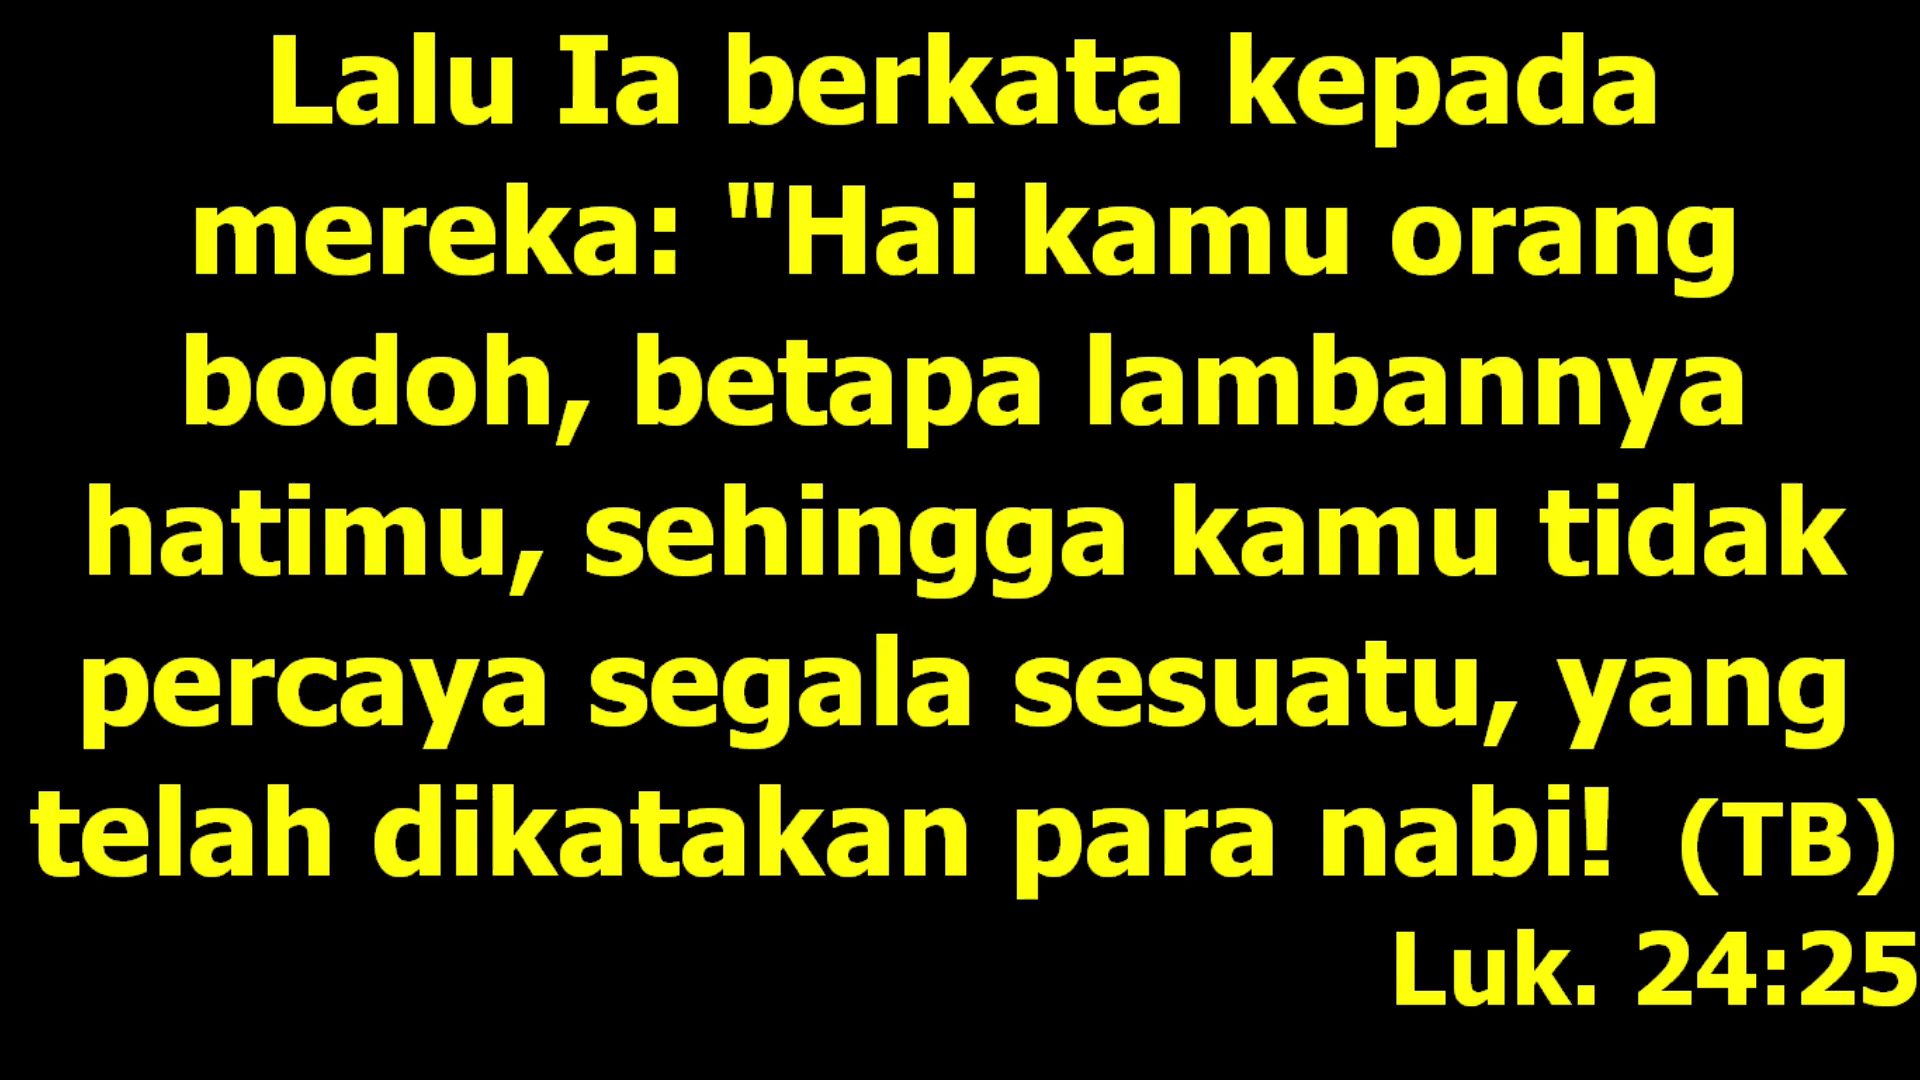 Lalu Ia berkata kepada
mereka: "Hai kamu orang
bodoh, betapa lambannya
hatimu, sehingga kamu tidak
percaya segala sesuatu, yang
telah dikatakan para nabi! (TB)
Luk. 24:25